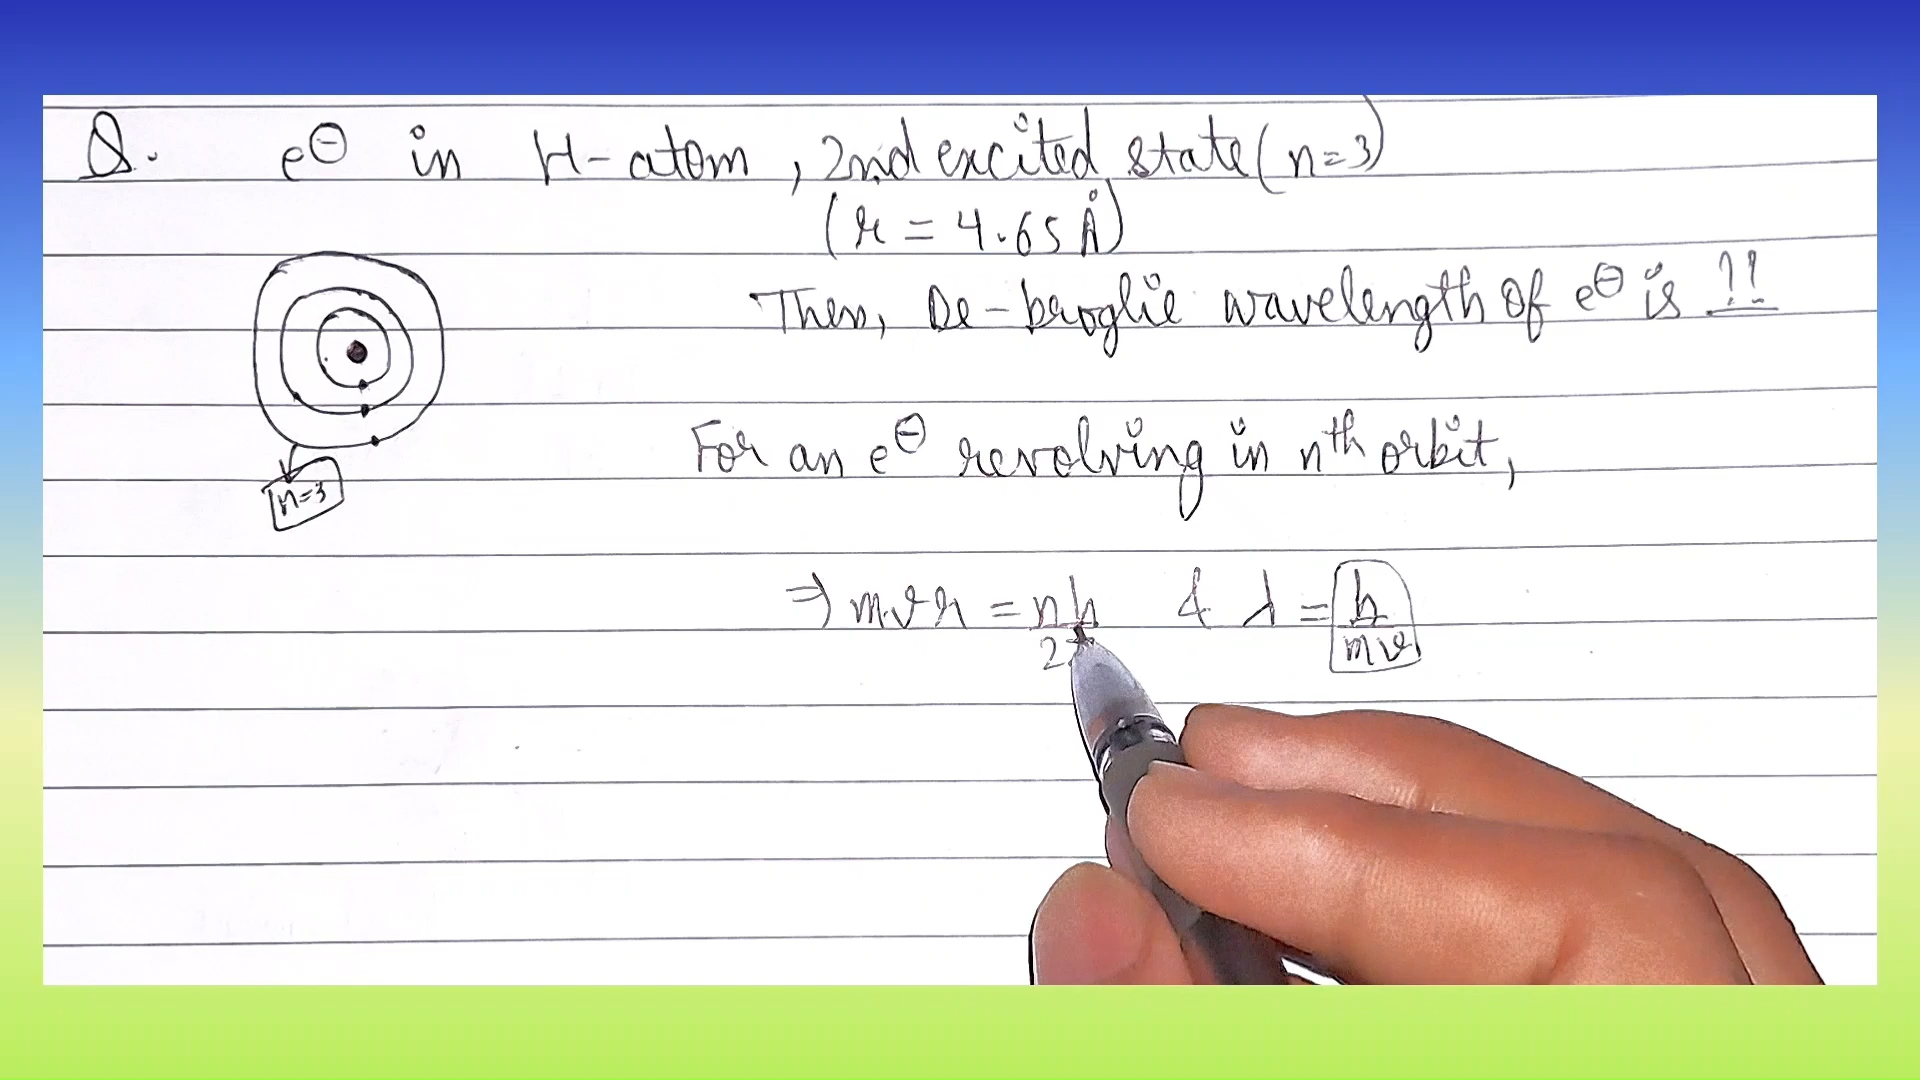 Q. e⊖ in H-atom, 2nd excited state (n=3)
(r = 4.65 Å)
Then, De-broglie wavelength of e⊖ is ??
For an e⊖ revolving in nth orbit,
n=3
⇒ mvr = nh/2 & λ = h/mv